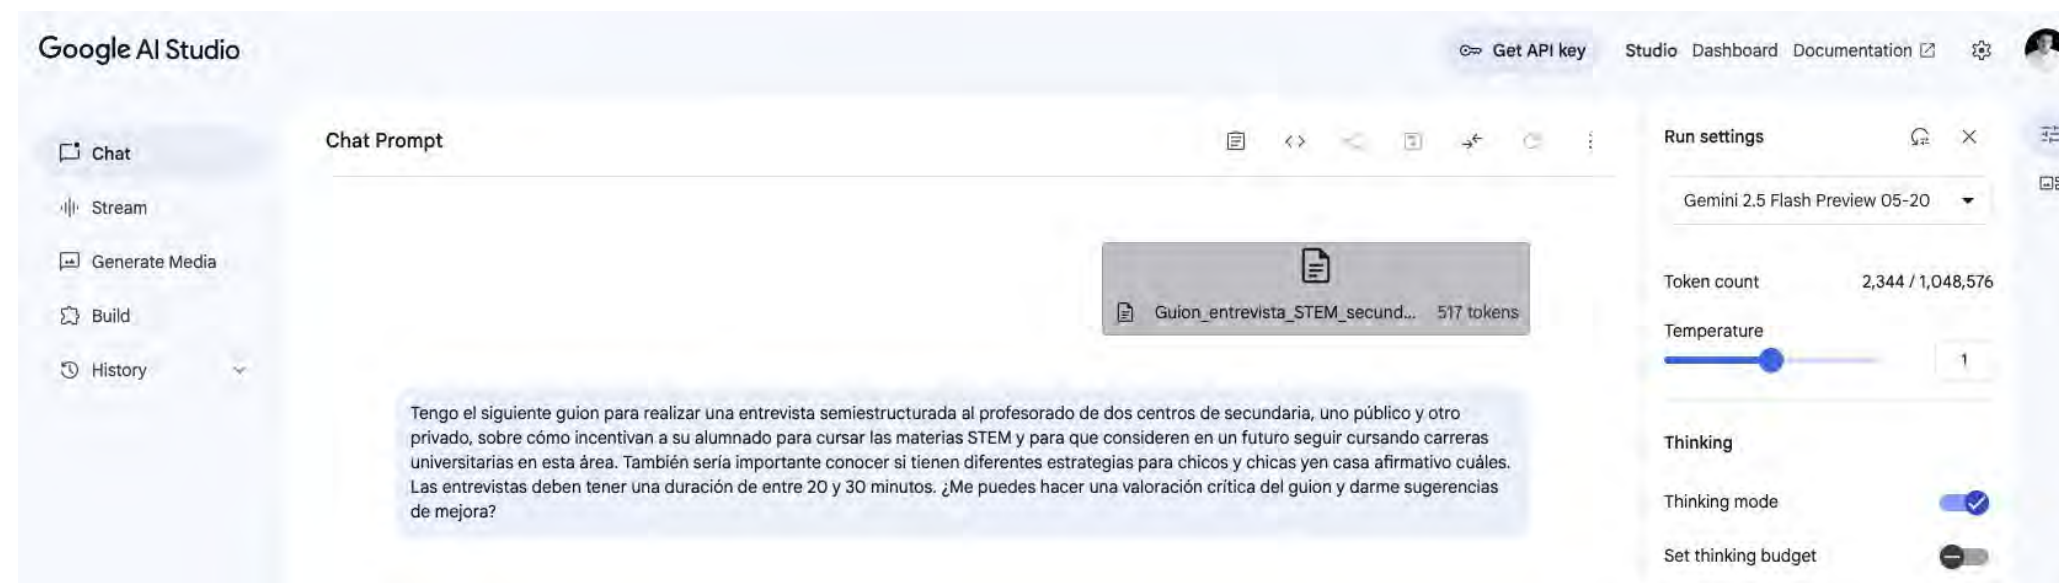 Google AI Studio
Get API key
Studio Dashboard Documentation
Chat
Stream
Generate Media
Build
History
Chat Prompt
Guion_entrevista_STEM_secund... 517 tokens
Tengo el siguiente guion para realizar una entrevista semiestructurada al profesorado de dos centros de secundaria, uno público y otro
privado, sobre cómo incentivan a su alumnado para cursar las materias STEM y para que consideren en un futuro seguir cursando carreras
universitarias en esta área. También sería importante conocer si tienen diferentes estrategias para chicos y chicas yen casa afirmativo cuáles.
Las entrevistas deben tener una duración de entre 20 y 30 minutos. ¿Me puedes hacer una valoración crítica del guion y darme sugerencias
de mejora?
Run settings
Gemini 2.5 Flash Preview 05-20
Token count 2,344 / 1,048,576
Temperature
1
Thinking
Thinking mode
Set thinking budget